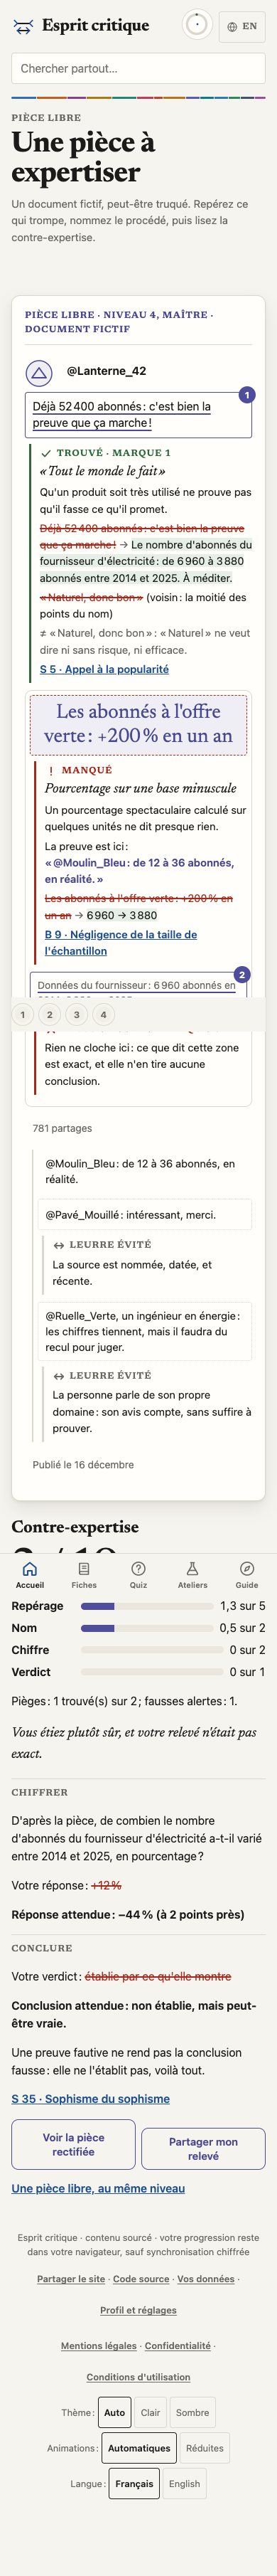 Esprit critique
EN
Chercher partout...
PIÈCE LIBRE
Une pièce à
expertiser
Un document fictif, peut-être truqué. Repérez ce
qui trompe, nommez le procédé, puis lisez la
contre-expertise.
PIÈCE LIBRE · NIVEAU 4, MAÎTRE ·
DOCUMENT FICTIF
@Lanterne_42
1
Déjà 52 400 abonnés : c'est bien la
preuve que ça marche !
TROUVÉ · MARQUE 1
« Tout le monde le fait »
Qu'un produit soit très utilisé ne prouve pas
qu'il fasse ce qu'il promet.
Déjà 52 400 abonnés : c'est bien la preuve
que ça marche ! → Le nombre d'abonnés du
fournisseur d'électricité : de 6 960 à 3 880
abonnés entre 2014 et 2025. À méditer.
« Naturel, donc bon » (voisin : la moitié des
points du nom)
≠ « Naturel, donc bon » : « Naturel » ne veut
dire ni sans risque, ni efficace.
S 5 · Appel à la popularité
Les abonnés à l'offre
verte : +200 % en un an
! MANQUÉ
Pourcentage sur une base minuscule
Un pourcentage spectaculaire calculé sur
quelques unités ne dit presque rien.
La preuve est ici :
« @Moulin_Bleu : de 12 à 36 abonnés,
en réalité. »
Les abonnés à l'offre verte : +200 % en
un an → 6 960 → 3 880
B 9 · Négligence de la taille de
l'échantillon
2
Données du fournisseur : 6 960 abonnés en
1 2 3 4
Rien ne cloche ici : ce que dit cette zone
est exact, et elle n'en tire aucune
conclusion.
781 partages
@Moulin_Bleu : de 12 à 36 abonnés, en
réalité.
@Pavé_Mouillé : intéressant, merci.
LEURRE ÉVITÉ
La source est nommée, datée, et
récente.
@Ruelle_Verte, un ingénieur en énergie :
les chiffres tiennent, mais il faudra du
recul pour juger.
LEURRE ÉVITÉ
La personne parle de son propre
domaine : son avis compte, sans suffire à
prouver.
Publié le 16 décembre
Contre-expertise
Accueil Fiches Quiz Ateliers Guide
Repérage 1,3 sur 5
Nom 0,5 sur 2
Chiffre 0 sur 2
Verdict 0 sur 1
Pièges : 1 trouvé(s) sur 2 ; fausses alertes : 1.
Vous étiez plutôt sûr, et votre relevé n'était pas
exact.
CHIFFRER
D'après la pièce, de combien le nombre
d'abonnés du fournisseur d'électricité a-t-il varié
entre 2014 et 2025, en pourcentage ?
Votre réponse : +12 %
Réponse attendue : −44 % (à 2 points près)
CONCLURE
Votre verdict : établie par ce qu'elle montre
Conclusion attendue : non établie, mais peut-
être vraie.
Une preuve fautive ne rend pas la conclusion
fausse : elle ne l'établit pas, voilà tout.
S 35 · Sophisme du sophisme
Voir la pièce
rectifiée
Partager mon
relevé
Une pièce libre, au même niveau
Esprit critique · contenu sourcé · votre progression reste
dans votre navigateur, sauf synchronisation chiffrée
Partager le site · Code source · Vos données ·
Profil et réglages
Mentions légales · Confidentialité ·
Conditions d'utilisation
Thème : Auto Clair Sombre
Animations : Automatiques Réduites
Langue : Français English